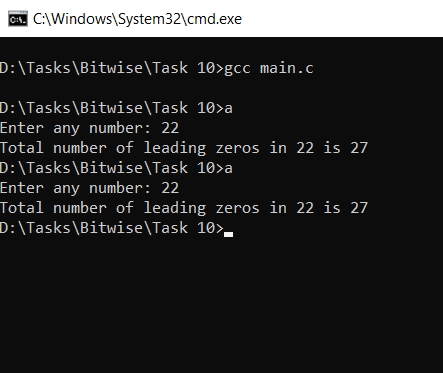 C:\Windows\System32\cmd.exe
D:\Tasks\Bitwise\Task 10>gcc main.c
D:\Tasks\Bitwise\Task 10>a
Enter any number: 22
Total number of leading zeros in 22 is 27
D:\Tasks\Bitwise\Task 10>a
Enter any number: 22
Total number of leading zeros in 22 is 27
D:\Tasks\Bitwise\Task 10>